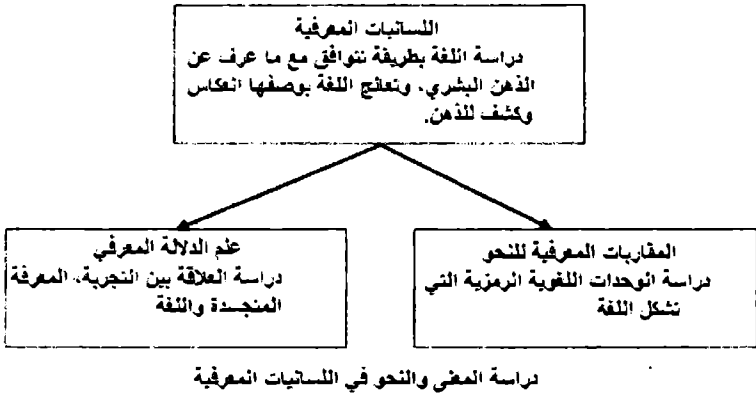 اللسانيات المعرفية
دراسة اللغة بطريقة تتوافق مع ما عرف عن
الذهن البشري، وتعالج اللغة بوصفها انعكاس
وكشف للذهن.
المقاربات المعرفية للنحو
دراسة الوحدات اللغوية الرمزية التي
تشكل اللغة
علم الدلالة المعرفي
دراسة العلاقة بين التجربة، المعرفة
المتجسدة واللغة
دراسة المعنى والنحو في اللسانيات المعرفية